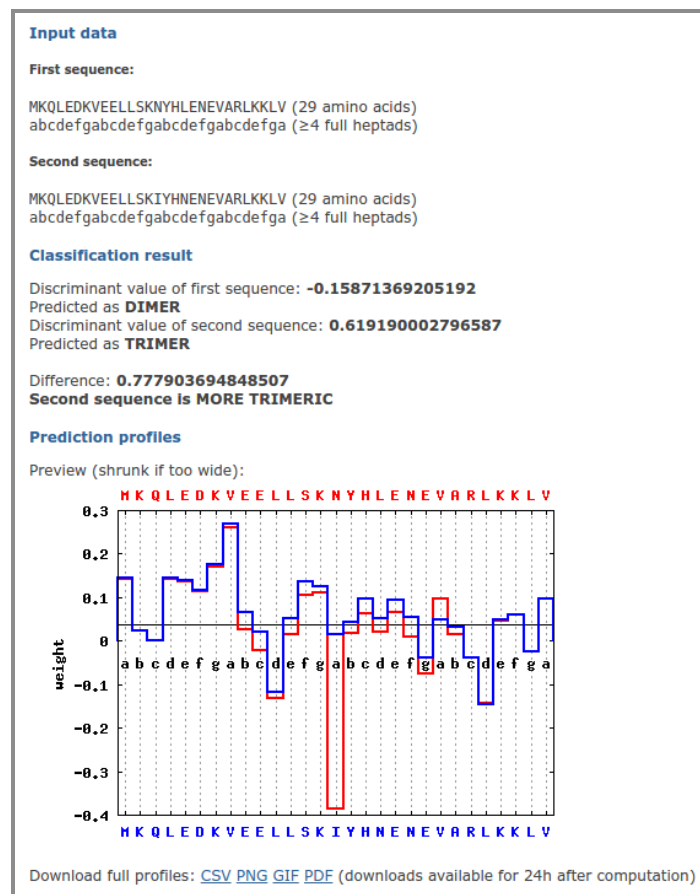 Input data
First sequence:
MKQLEDKVEELLSKNYHLENEVARLKKLV (29 amino acids)
abcdefgabcdefgabcdefgabcdefga (≥4 full heptads)
Second sequence:
MKQLEDKVEELLSKIYHNENEVARLKKLV (29 amino acids)
abcdefgabcdefgabcdefgabcdefga (≥4 full heptads)
Classification result
Discriminant value of first sequence: -0.15871369205192
Predicted as DIMER
Discriminant value of second sequence: 0.619190002796587
Predicted as TRIMER
Difference: 0.777903694848507
Second sequence is MORE TRIMERIC
Prediction profiles
Preview (shrunk if too wide):
M K Q L E D K V E E L L S K N Y H L E N E V A R L K K L V
0.3
0.2
0.1
0
-0.1
-0.2
-0.3
-0.4
weight
a b c d e f g a b c d e f g a b c d e f g a b c d e f g a
M K Q L E D K V E E L L S K I Y H N E N E V A R L K K L V
Download full profiles: CSV PNG GIF PDF (downloads available for 24h after computation)